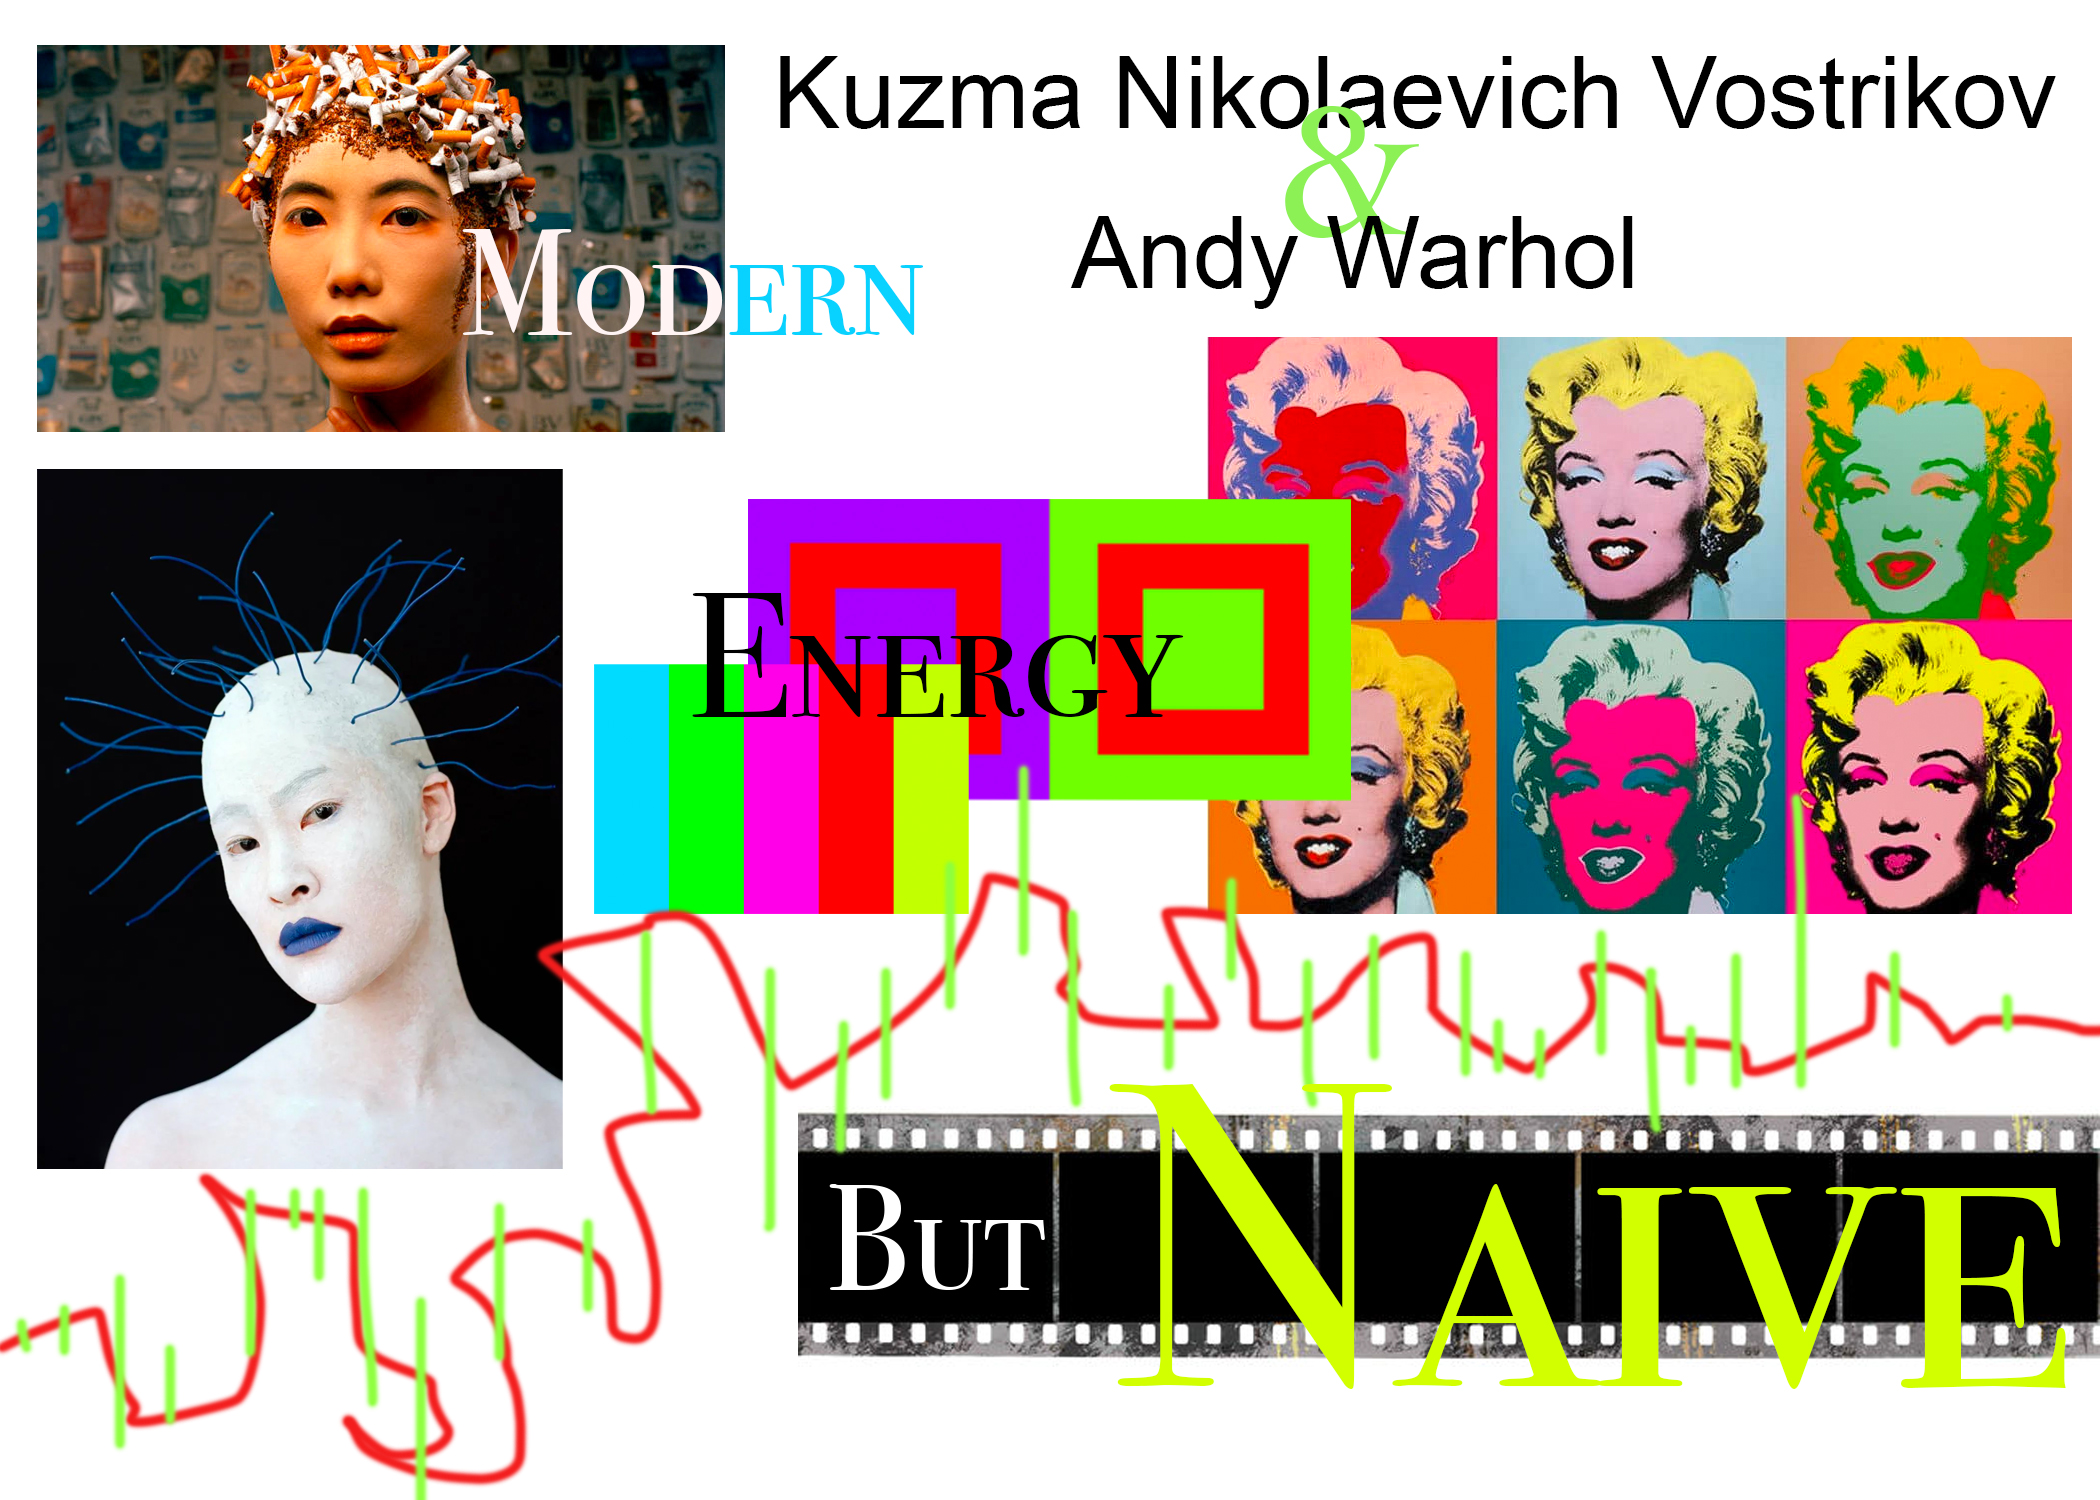 Kuzma Nikolaevich Vostrikov
&
Andy Warhol
MODERN
ENERGY
BUT NAIVE